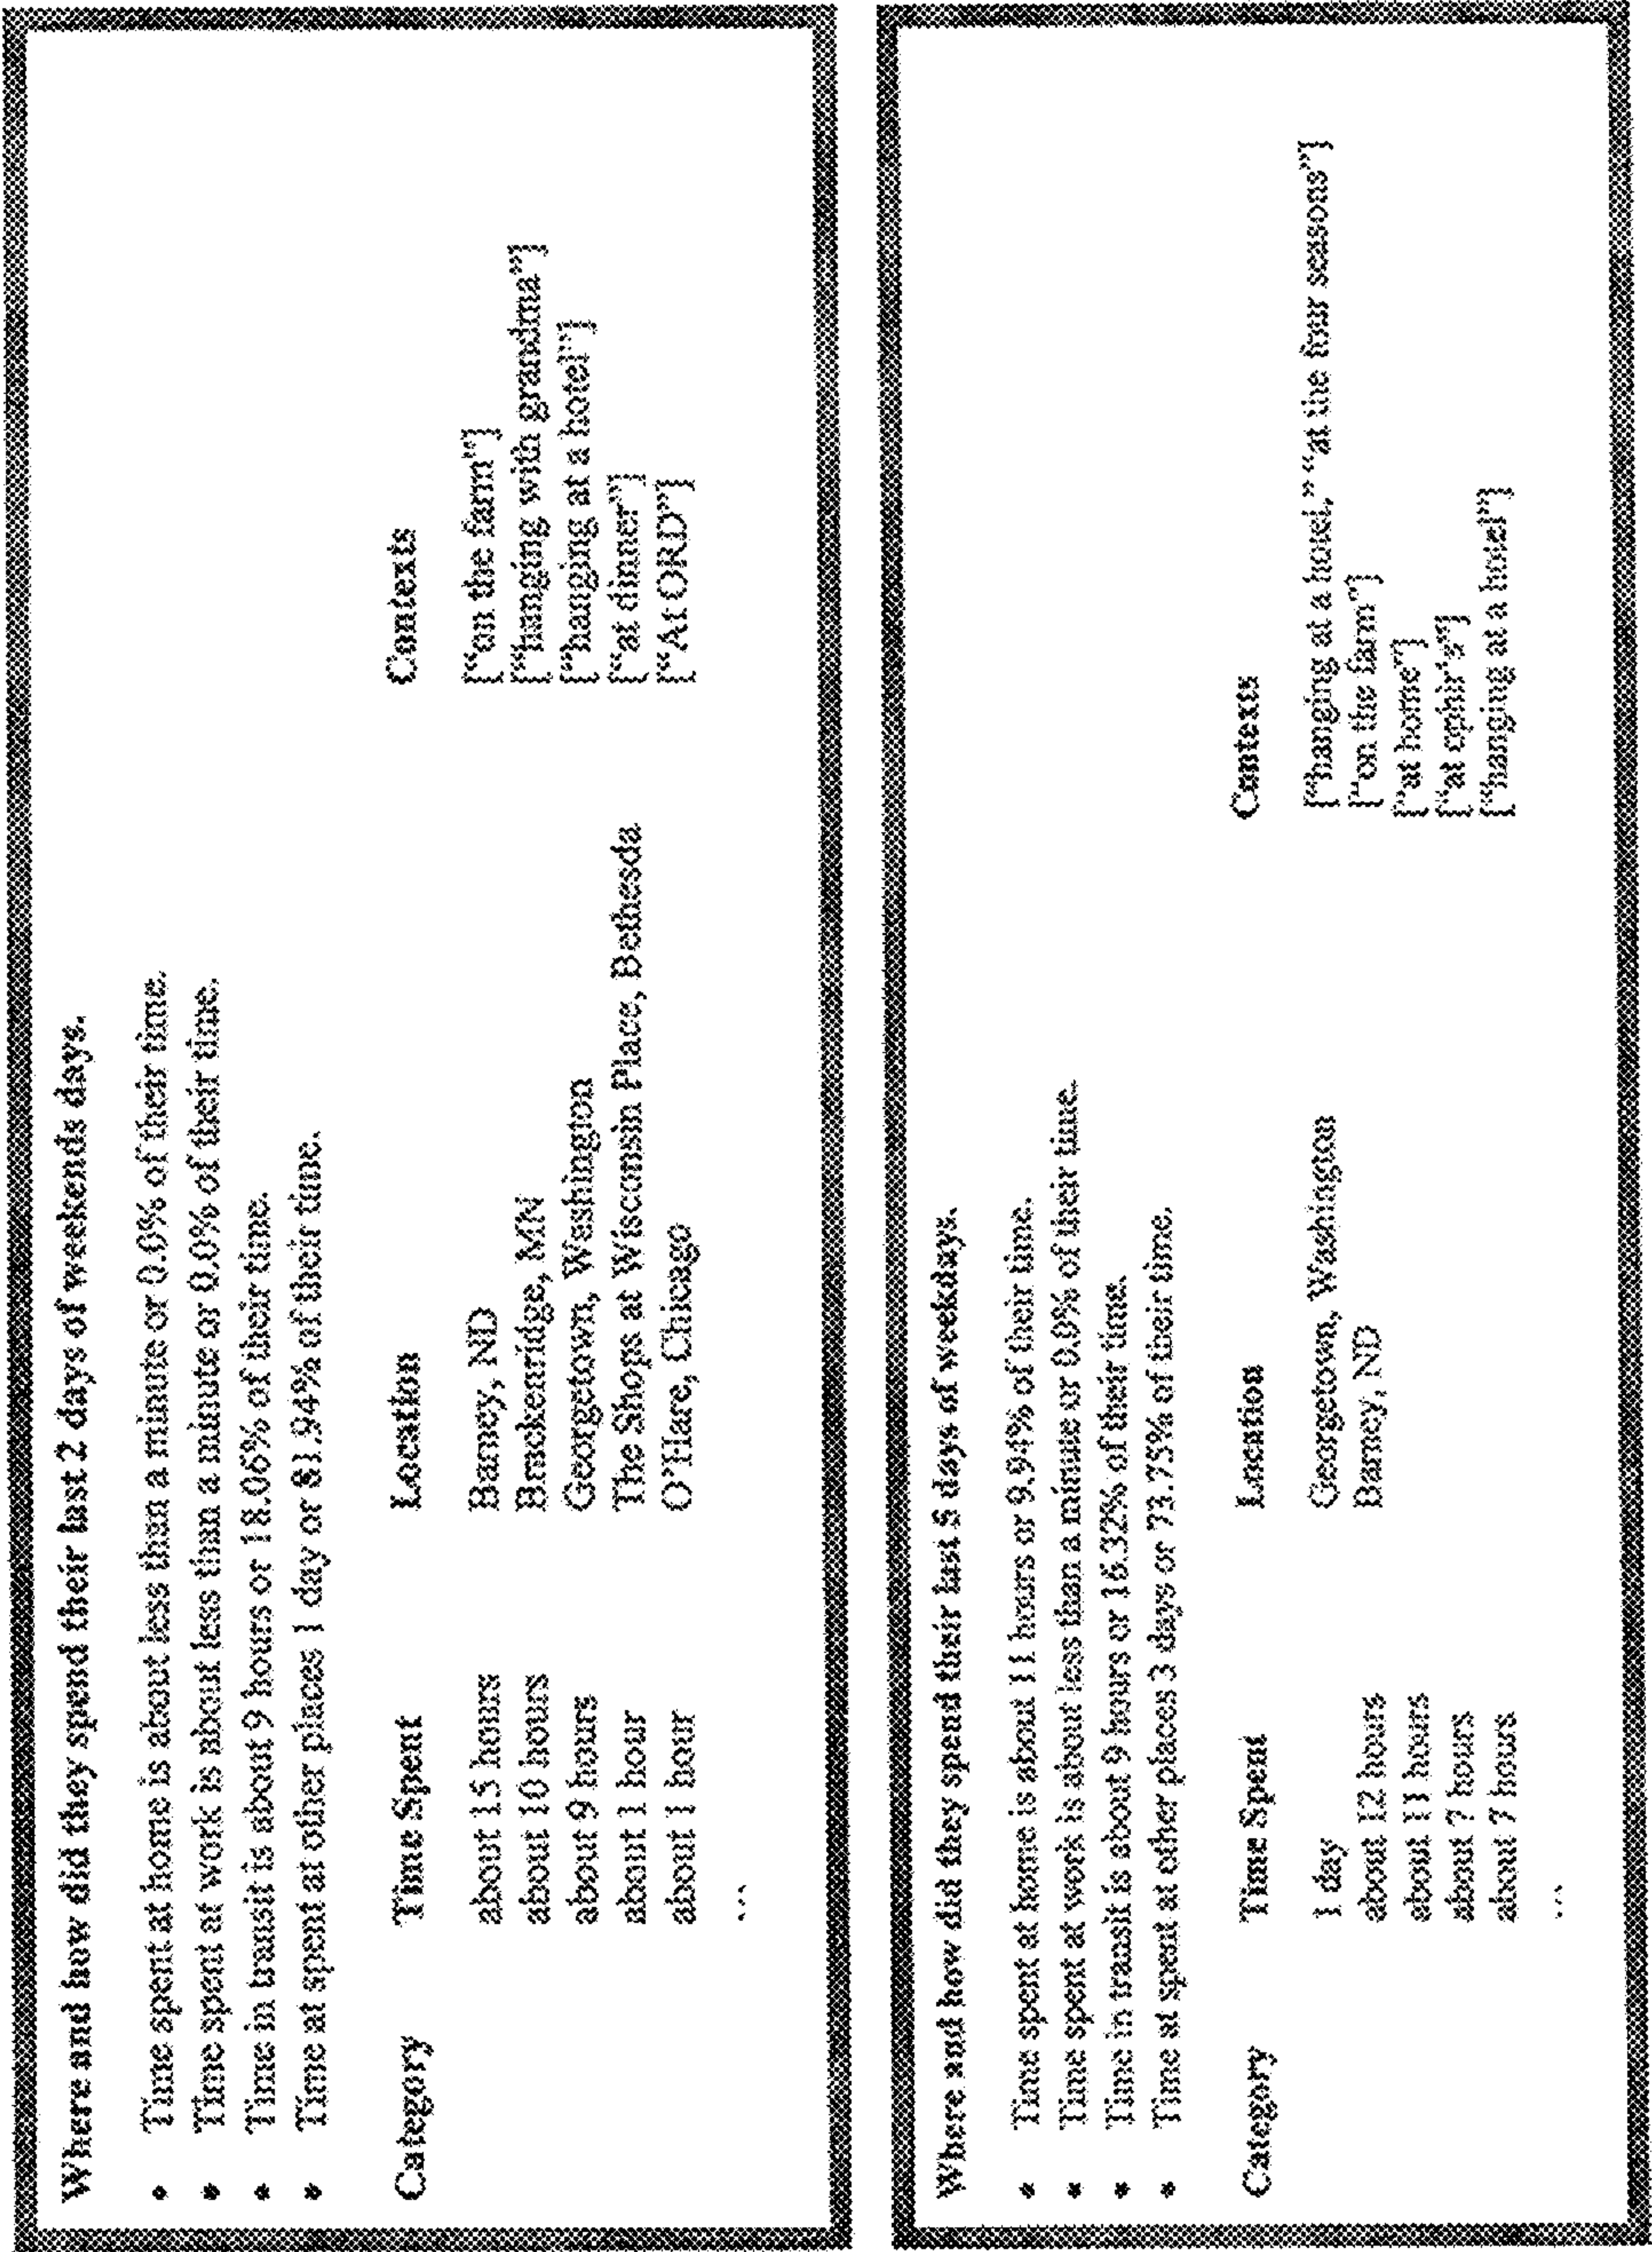 Where and how did they spend their last 2 days of weekends days.
• Time spent at home is about less than a minute or 0.0% of their time.
• Time spent at work is about less than a minute or 0.0% of their time.
• Time in transit is about 9 hours or 18.06% of their time.
• Time at spent at other places 1 day or 81.94% of their time.
Category Time Spent Location Contexts
about 15 hours Barney, ND ["on the farm"]
about 10 hours Brackenridge, MN ["hanging with grandma"]
about 9 hours Georgetown, Washington ["hanging at a hotel"]
about 1 hour The Shops at Wisconsin Place, Bethesda ["at dinner"]
about 1 hour O'Hare, Chicago ["At ORD"]
...
Where and how did they spend their last 5 days of weekdays.
• Time spent at home is about 11 hours or 9.94% of their time.
• Time spent at work is about less than a minute or 0.0% of their time.
• Time in transit is about 9 hours or 16.32% of their time.
• Time at spent at other places 3 days or 73.75% of their time.
Category Time Spent Location Contexts
1 day Georgetown, Washington ["hanging at a hotel," "at the four seasons"]
about 12 hours Barney, ND ["on the farm"]
about 11 hours ["at home"]
about 7 hours ["at ophir's"]
about 7 hours ["hanging at a hotel"]
...